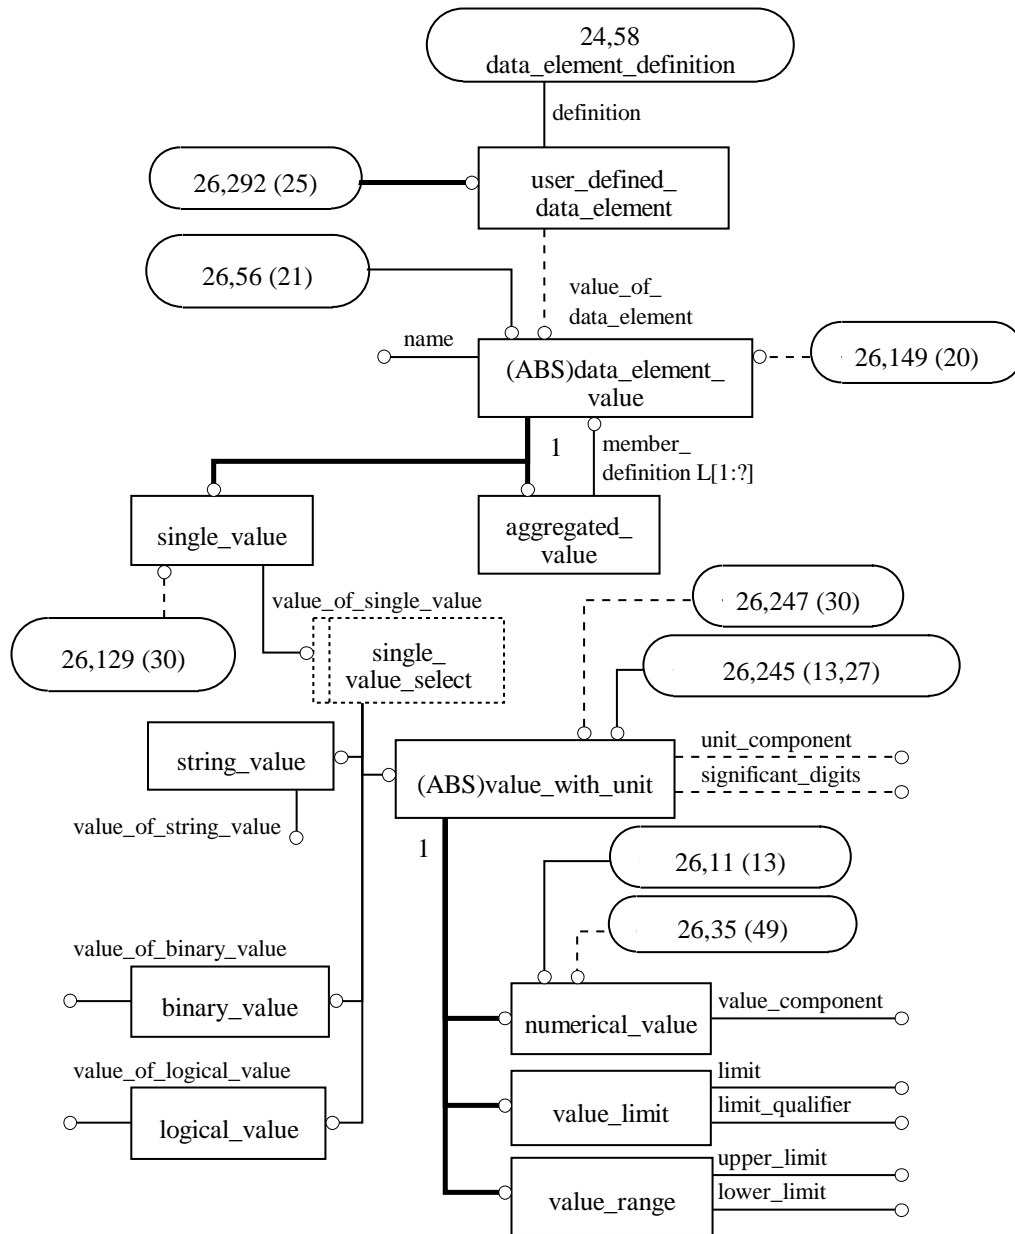 24,58
data_element_definition
definition
26,292 (25)
user_defined_
data_element
26,56 (21)
value_of_
data_element
name
(ABS)data_element_
value
26,149 (20)
1
member_
definition L[1:?]
single_value
aggregated_
value
value_of_single_value
26,247 (30)
26,129 (30)
single_
value_select
26,245 (13,27)
string_value
(ABS)value_with_unit
unit_component
significant_digits
value_of_string_value
1
26,11 (13)
26,35 (49)
value_of_binary_value
binary_value
numerical_value
value_component
value_of_logical_value
logical_value
value_limit
limit
limit_qualifier
value_range
upper_limit
lower_limit